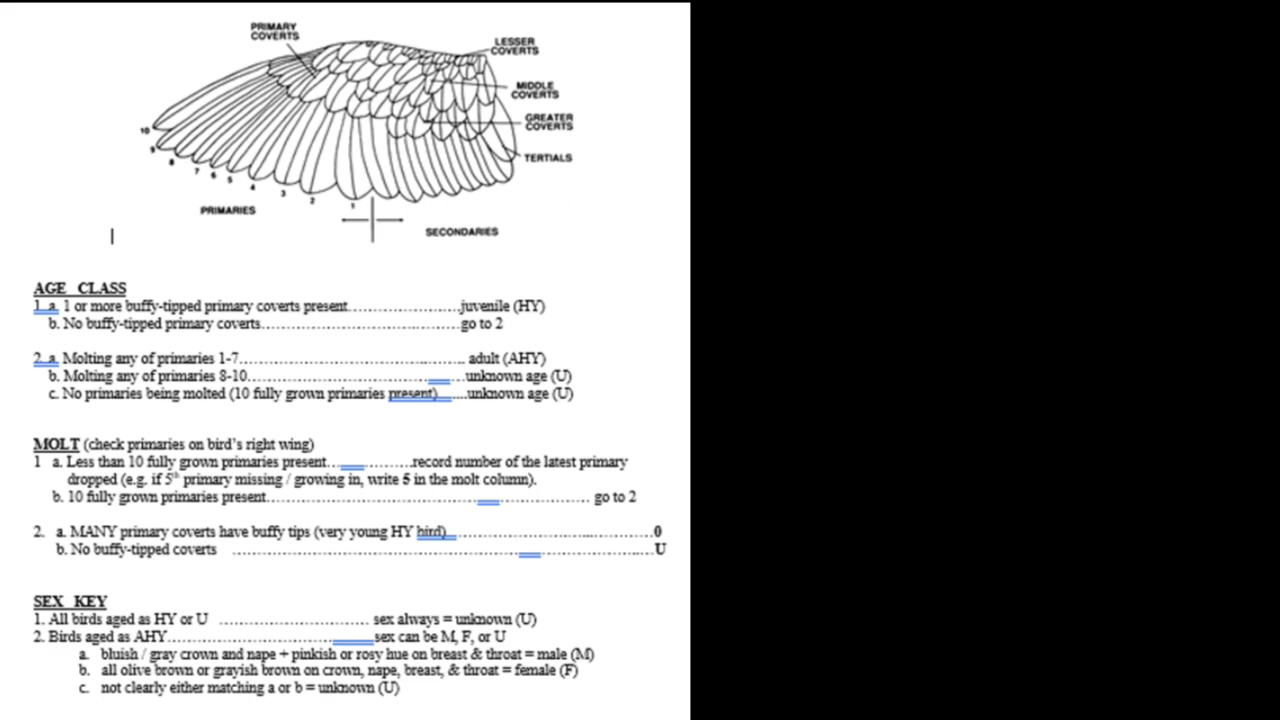 PRIMARY
COVERTS
LESSER
COVERTS
MIDDLE
COVERTS
GREATER
COVERTS
TERTIALS
10
9
8
7
6
5
4
3
2
1
PRIMARIES
SECONDARIES
AGE CLASS
1 a. 1 or more buffy-tipped primary coverts present..............................juvenile (HY)
b. No buffy-tipped primary coverts......................................................go to 2
2 a. Molting any of primaries 1-7............................................................ adult (AHY)
b. Molting any of primaries 8-10..........................................................unknown age (U)
c. No primaries being molted (10 fully grown primaries present).......unknown age (U)
MOLT (check primaries on bird's right wing)
1 a. Less than 10 fully grown primaries present.......................record number of the latest primary
dropped (e.g. if 5th primary missing / growing in, write 5 in the molt column).
b. 10 fully grown primaries present......................................................................................... go to 2
2. a. MANY primary coverts have buffy tips (very young HY bird).......................................................0
b. No buffy-tipped coverts ..................................................................................................................U
SEX KEY
1. All birds aged as HY or U ......................................... sex always = unknown (U)
2. Birds aged as AHY........................................................sex can be M, F, or U
a. bluish / gray crown and nape + pinkish or rosy hue on breast & throat = male (M)
b. all olive brown or grayish brown on crown, nape, breast, & throat = female (F)
c. not clearly either matching a or b = unknown (U)